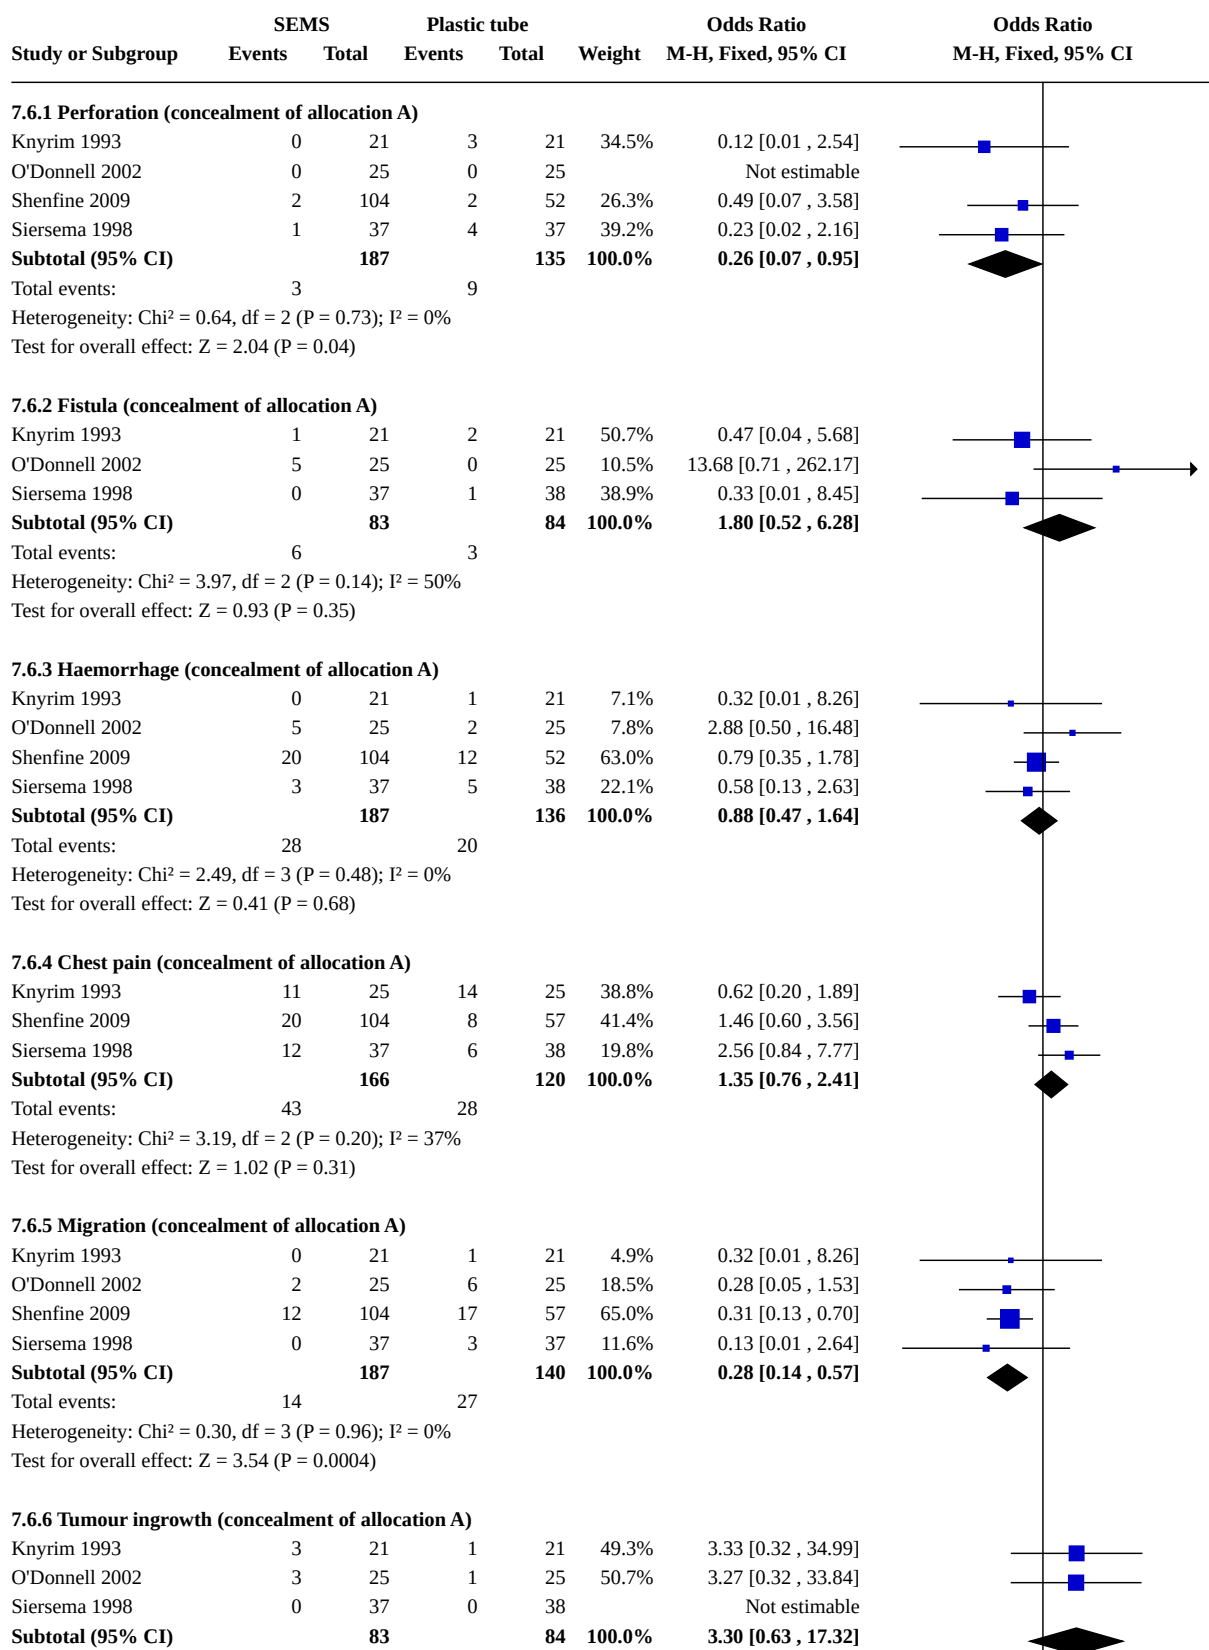 SEMS Plastic tube Odds Ratio Odds Ratio
Study or Subgroup Events Total Events Total Weight M-H, Fixed, 95% CI M-H, Fixed, 95% CI
7.6.1 Perforation (concealment of allocation A)
Knyrim 1993 0 21 3 21 34.5% 0.12 [0.01 , 2.54]
O'Donnell 2002 0 25 0 25 Not estimable
Shenfine 2009 2 104 2 52 26.3% 0.49 [0.07 , 3.58]
Siersema 1998 1 37 4 37 39.2% 0.23 [0.02 , 2.16]
Subtotal (95% CI) 187 135 100.0% 0.26 [0.07 , 0.95]
Total events: 3 9
Heterogeneity: Chi² = 0.64, df = 2 (P = 0.73); I² = 0%
Test for overall effect: Z = 2.04 (P = 0.04)
7.6.2 Fistula (concealment of allocation A)
Knyrim 1993 1 21 2 21 50.7% 0.47 [0.04 , 5.68]
O'Donnell 2002 5 25 0 25 10.5% 13.68 [0.71 , 262.17]
Siersema 1998 0 37 1 38 38.9% 0.33 [0.01 , 8.45]
Subtotal (95% CI) 83 84 100.0% 1.80 [0.52 , 6.28]
Total events: 6 3
Heterogeneity: Chi² = 3.97, df = 2 (P = 0.14); I² = 50%
Test for overall effect: Z = 0.93 (P = 0.35)
7.6.3 Haemorrhage (concealment of allocation A)
Knyrim 1993 0 21 1 21 7.1% 0.32 [0.01 , 8.26]
O'Donnell 2002 5 25 2 25 7.8% 2.88 [0.50 , 16.48]
Shenfine 2009 20 104 12 52 63.0% 0.79 [0.35 , 1.78]
Siersema 1998 3 37 5 38 22.1% 0.58 [0.13 , 2.63]
Subtotal (95% CI) 187 136 100.0% 0.88 [0.47 , 1.64]
Total events: 28 20
Heterogeneity: Chi² = 2.49, df = 3 (P = 0.48); I² = 0%
Test for overall effect: Z = 0.41 (P = 0.68)
7.6.4 Chest pain (concealment of allocation A)
Knyrim 1993 11 25 14 25 38.8% 0.62 [0.20 , 1.89]
Shenfine 2009 20 104 8 57 41.4% 1.46 [0.60 , 3.56]
Siersema 1998 12 37 6 38 19.8% 2.56 [0.84 , 7.77]
Subtotal (95% CI) 166 120 100.0% 1.35 [0.76 , 2.41]
Total events: 43 28
Heterogeneity: Chi² = 3.19, df = 2 (P = 0.20); I² = 37%
Test for overall effect: Z = 1.02 (P = 0.31)
7.6.5 Migration (concealment of allocation A)
Knyrim 1993 0 21 1 21 4.9% 0.32 [0.01 , 8.26]
O'Donnell 2002 2 25 6 25 18.5% 0.28 [0.05 , 1.53]
Shenfine 2009 12 104 17 57 65.0% 0.31 [0.13 , 0.70]
Siersema 1998 0 37 3 37 11.6% 0.13 [0.01 , 2.64]
Subtotal (95% CI) 187 140 100.0% 0.28 [0.14 , 0.57]
Total events: 14 27
Heterogeneity: Chi² = 0.30, df = 3 (P = 0.96); I² = 0%
Test for overall effect: Z = 3.54 (P = 0.0004)
7.6.6 Tumour ingrowth (concealment of allocation A)
Knyrim 1993 3 21 1 21 49.3% 3.33 [0.32 , 34.99]
O'Donnell 2002 3 25 1 25 50.7% 3.27 [0.32 , 33.84]
Siersema 1998 0 37 0 38 Not estimable
Subtotal (95% CI) 83 84 100.0% 3.30 [0.63 , 17.32]